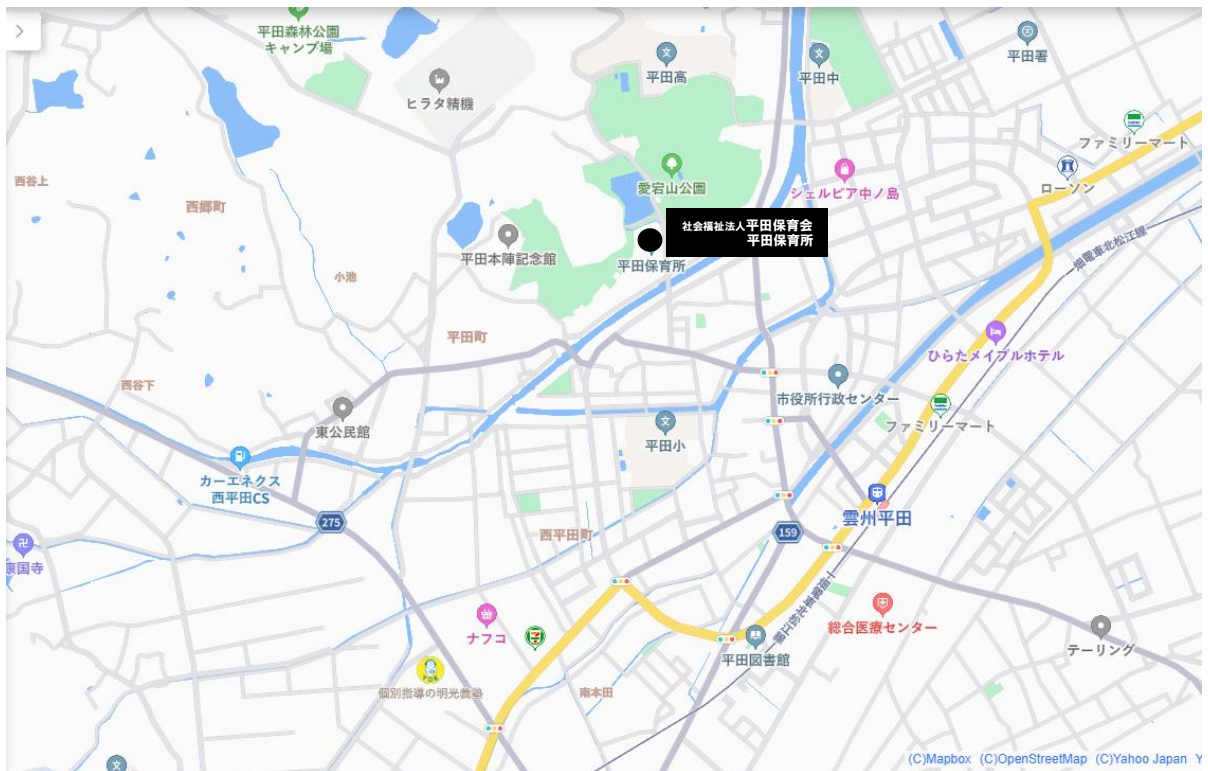 平田森林公園
キャンプ場
平田高
平田中
平田署
ヒラタ精機
ファミリーマート
西谷上
西郷町
愛宕山公園
シェルピア中ノ島
ローソン
社会福祉法人平田保育会
平田保育所
平田本陣記念館
平田保育所
畑電車北松江線
小池
平田町
ひらたメイプルホテル
西谷下
市役所行政センター
東公民館
平田小
ファミリーマート
カーエネクス
西平田CS
雲州平田
275
西平田町
159
康国寺
ナフコ
総合医療センター
テーリング
平田図書館
個別指導の明光義塾
南本田
(C)Mapbox (C)OpenStreetMap (C)Yahoo Japan Y